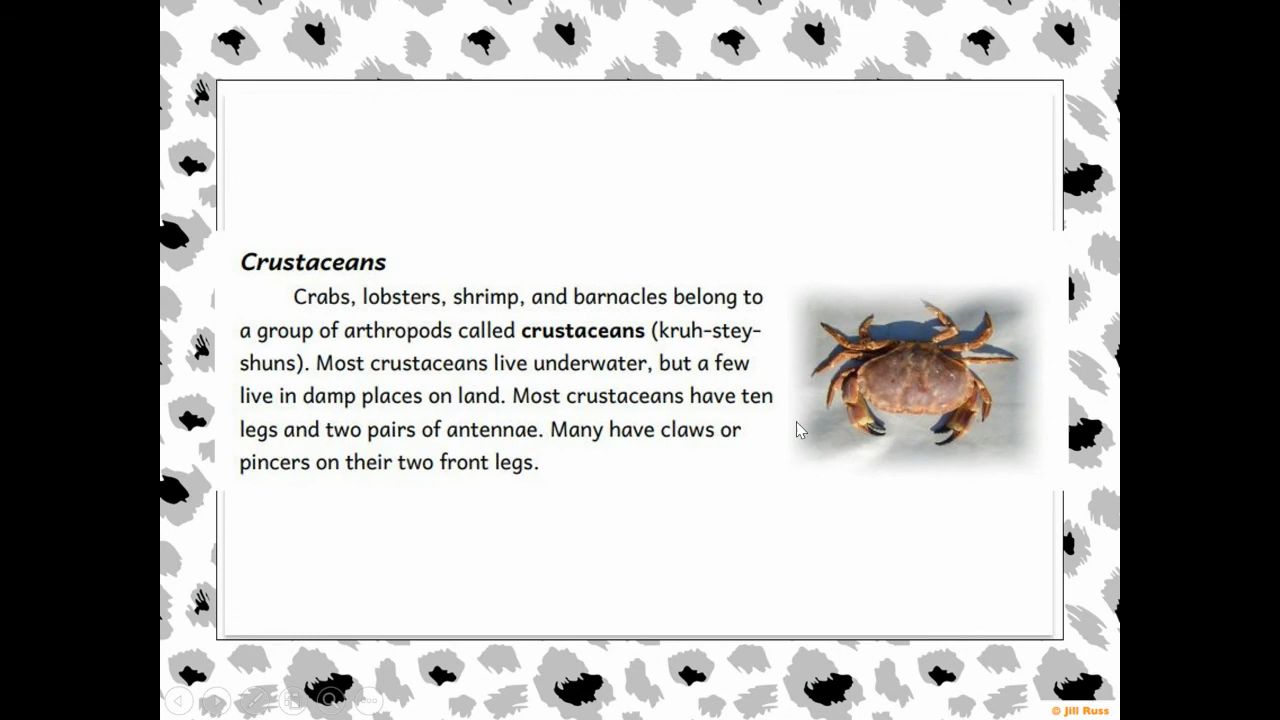 Crustaceans
Crabs, lobsters, shrimp, and barnacles belong to
a group of arthropods called crustaceans (kruh-stey-
shuns). Most crustaceans live underwater, but a few
live in damp places on land. Most crustaceans have ten
legs and two pairs of antennae. Many have claws or
pincers on their two front legs.
© Jill Russ